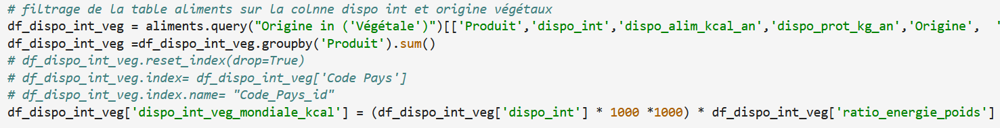 # filtrage de la table aliments sur la colnne dispo int et origine végétaux
df_dispo_int_veg = aliments.query("Origine in ('Végétale')")[['Produit','dispo_int','dispo_alim_kcal_an','dispo_prot_kg_an','Origine', '
df_dispo_int_veg =df_dispo_int_veg.groupby('Produit').sum()
# df_dispo_int_veg.reset_index(drop=True)
# df_dispo_int_veg.index= df_dispo_int_veg['Code Pays']
# df_dispo_int_veg.index.name= "Code_Pays_id"
df_dispo_int_veg['dispo_int_veg_mondiale_kcal'] = (df_dispo_int_veg['dispo_int'] * 1000 *1000) * df_dispo_int_veg['ratio_energie_poids']